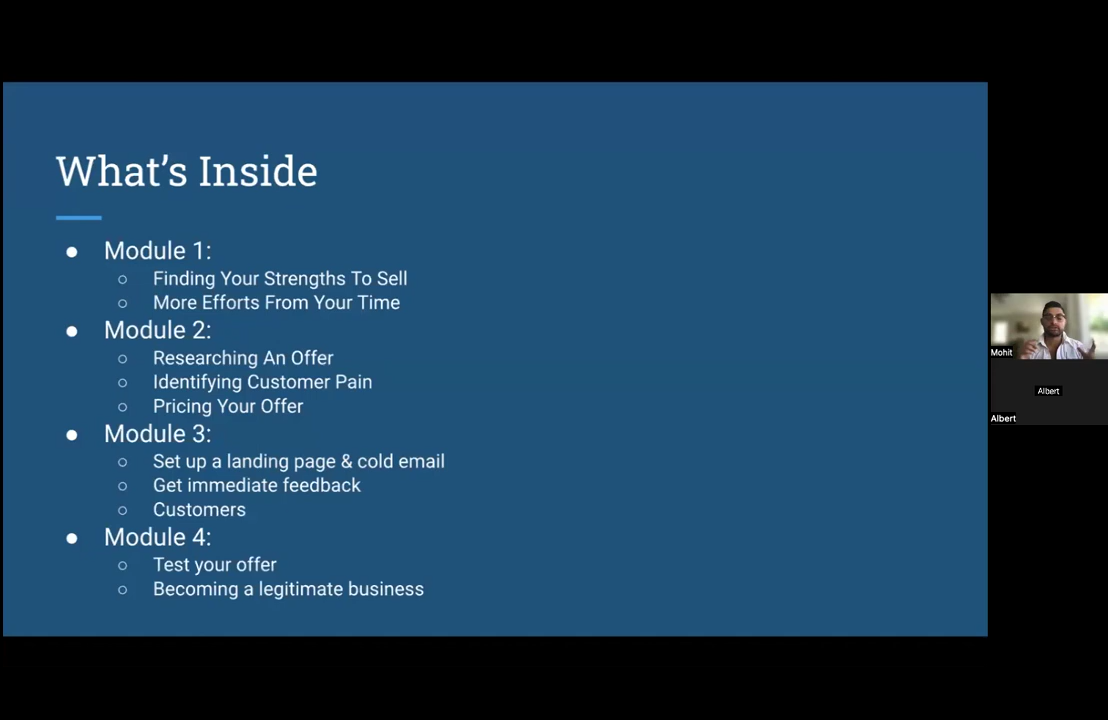 What's Inside
● Module 1:
○ Finding Your Strengths To Sell
○ More Efforts From Your Time
● Module 2:
○ Researching An Offer
○ Identifying Customer Pain
○ Pricing Your Offer
● Module 3:
○ Set up a landing page & cold email
○ Get immediate feedback
○ Customers
● Module 4:
○ Test your offer
○ Becoming a legitimate business
Mohit
Albert
Albert